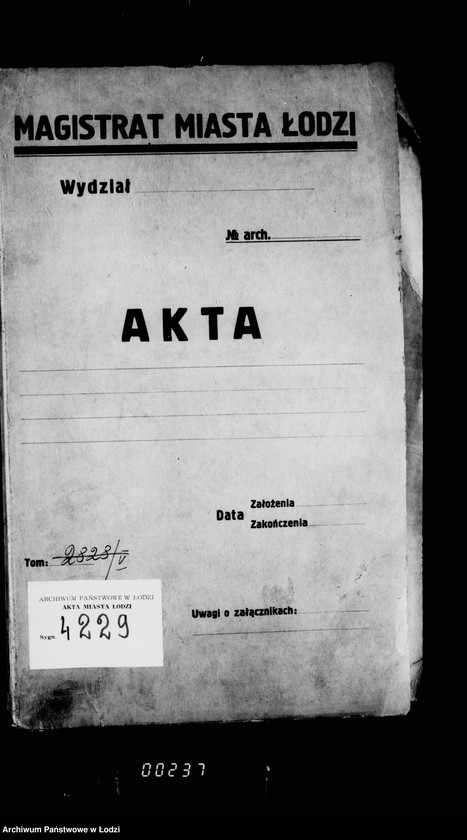 MAGISTRAT MIASTA ŁODZI
Wydział
№ arch.
AKTA
Data
Założenia
Zakończenia
Tom: 2828/V
ARCHIWUM PAŃSTWOWE W ŁODZI
AKTA MIASTA ŁODZI
Sygn. 4229
Uwagi o załącznikach:
00237
Archiwum Państwowe w Łodzi